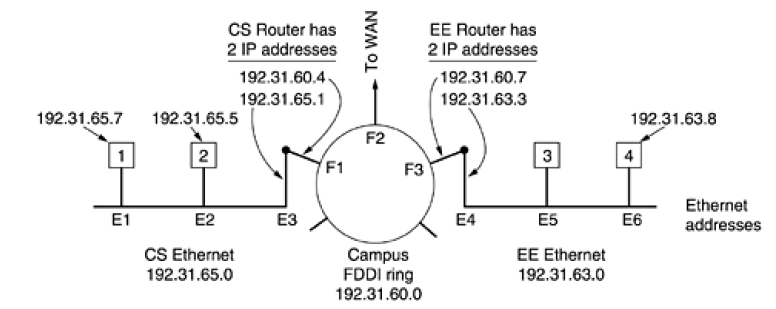 CS Router has
2 IP addresses
192.31.60.4
192.31.65.1
To WAN
EE Router has
2 IP addresses
192.31.60.7
192.31.63.3
192.31.65.7
192.31.65.5
192.31.63.8
1
2
F1
F2
F3
3
4
E1
E2
E3
E4
E5
E6
Ethernet
addresses
CS Ethernet
192.31.65.0
Campus
FDDI ring
192.31.60.0
EE Ethernet
192.31.63.0